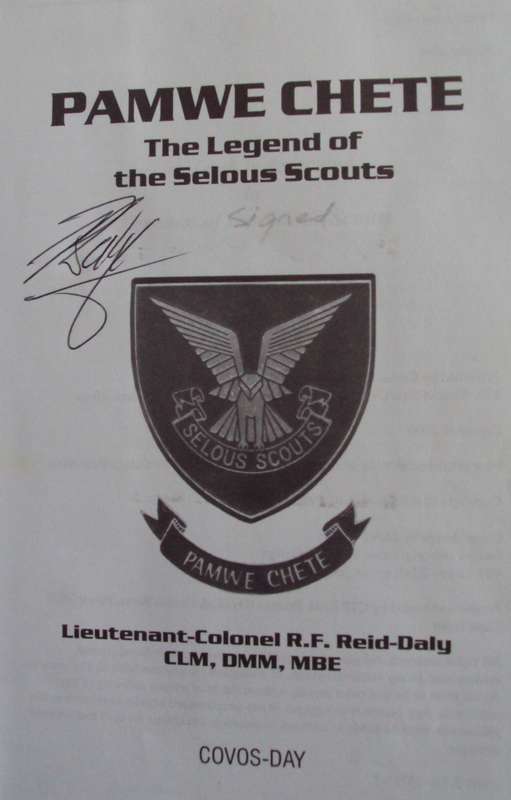 PAMWE CHETE
The Legend of
the Selous Scouts
signed
SELOUS SCOUTS
PAMWE CHETE
Lieutenant-Colonel R.F. Reid-Daly
CLM, DMM, MBE
COVOS-DAY